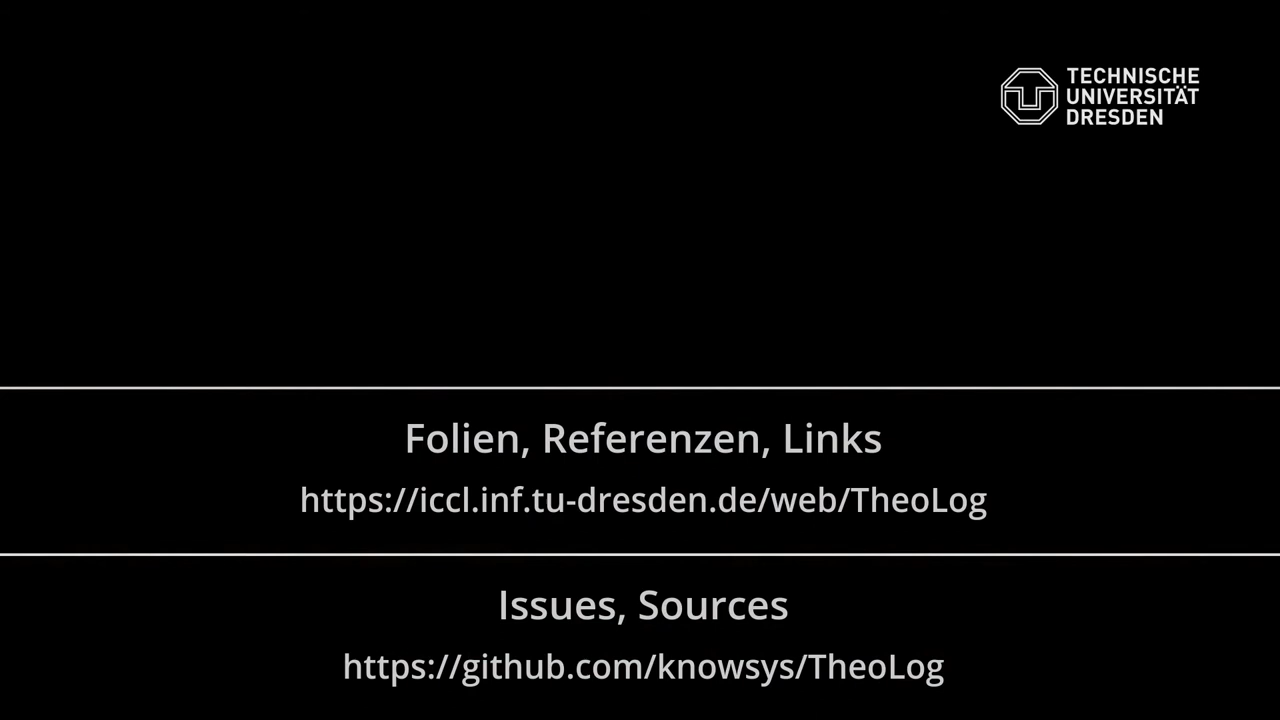 TECHNISCHE
UNIVERSITÄT
DRESDEN
Folien, Referenzen, Links
https://iccl.inf.tu-dresden.de/web/TheoLog
Issues, Sources
https://github.com/knowsys/TheoLog